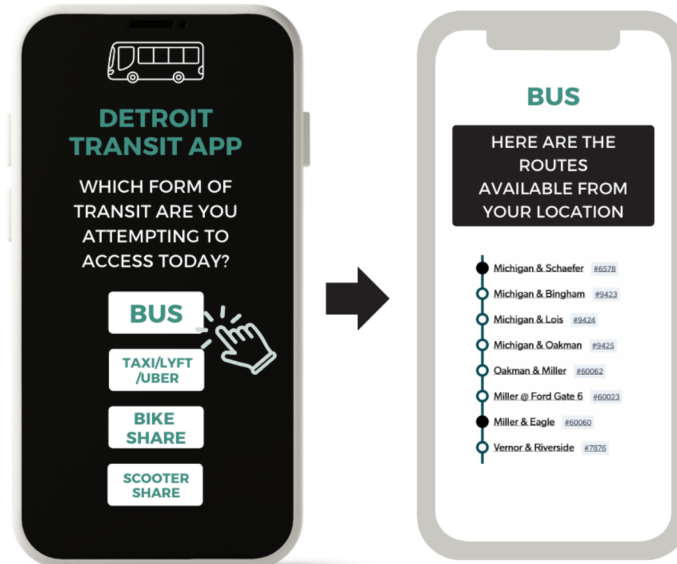 DETROIT
TRANSIT APP
WHICH FORM OF
TRANSIT ARE YOU
ATTEMPTING TO
ACCESS TODAY?
BUS
TAXI/LYFT
/UBER
BIKE
SHARE
SCOOTER
SHARE
BUS
HERE ARE THE
ROUTES
AVAILABLE FROM
YOUR LOCATION
Michigan & Schaefer #6578
Michigan & Bingham #9423
Michigan & Lois #9424
Michigan & Oakman #9425
Oakman & Miller #60062
Miller @ Ford Gate 6 #60023
Miller & Eagle #60060
Vernor & Riverside #7876